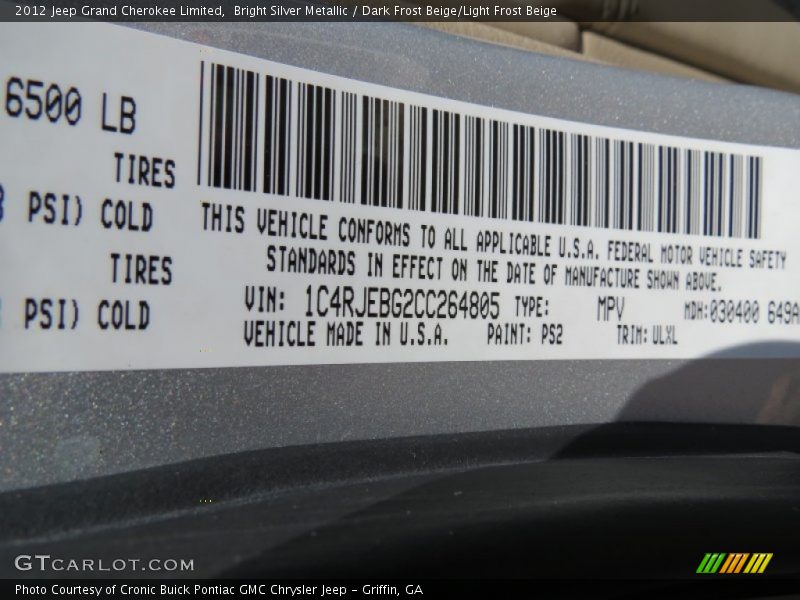 2012 Jeep Grand Cherokee Limited, Bright Silver Metallic / Dark Frost Beige/Light Frost Beige
6500 LB
TIRES
PSI) COLD
TIRES
PSI) COLD
THIS VEHICLE CONFORMS TO ALL APPLICABLE U.S.A. FEDERAL MOTOR VEHICLE SAFETY
STANDARDS IN EFFECT ON THE DATE OF MANUFACTURE SHOWN ABOVE.
VIN: 1C4RJEBG2CC264805 TYPE: MPV MDH:030400 649A
VEHICLE MADE IN U.S.A. PAINT: PS2 TRIM: ULXL
GTCARLOT.COM
Photo Courtesy of Cronic Buick Pontiac GMC Chrysler Jeep - Griffin, GA